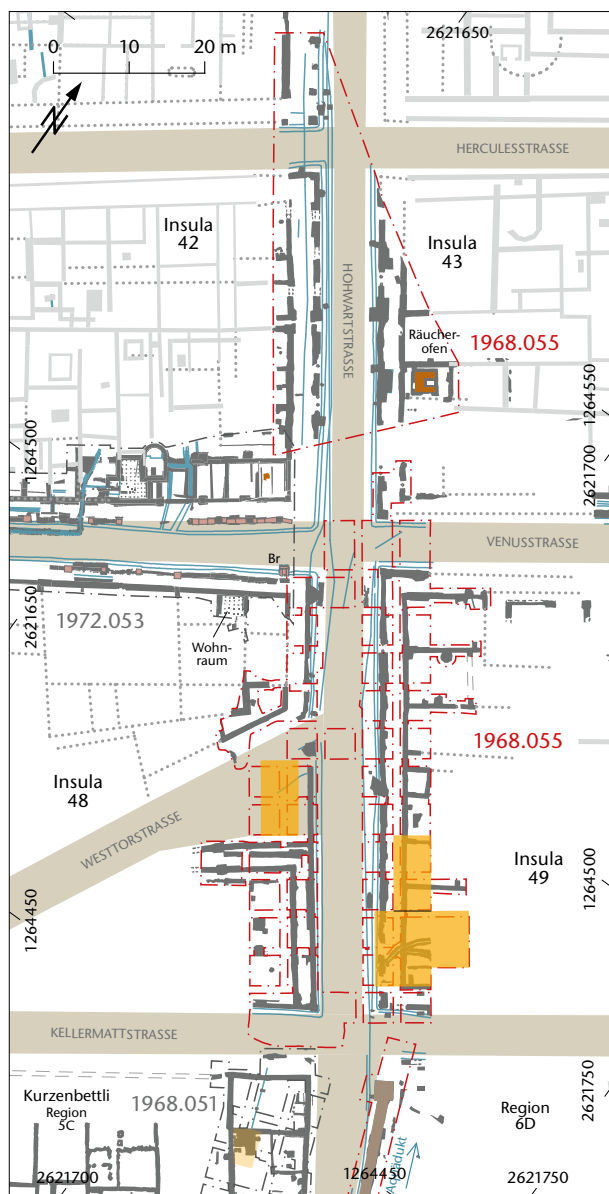 2621650
0
10
20 m
HERCULESSTRASSE
Insula
42
Insula
43
HOHWARTSTRASSE
Räucher-
ofen
1968.055
1264550
1264500
2621700
VENUSSTRASSE
Br
2621650
1972.053
Wohn-
raum
1968.055
Insula
48
WESTTORSTRASSE
Insula
49
1264500
1264450
KELLERMATTSTRASSE
Kurzenbettli
Region
5C
1968.051
Region
6D
2621750
Aquädukt
2621700
1264450
2621750